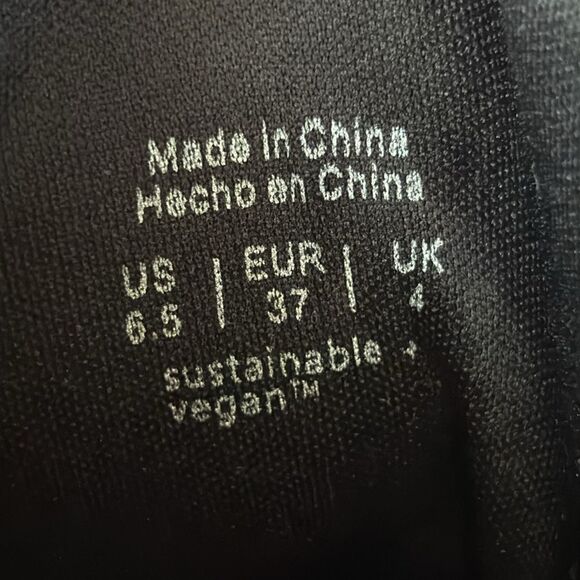 Made in China
Hecho en China
US | EUR | UK
6.5 | 37 | 4
sustainable +
vegan™